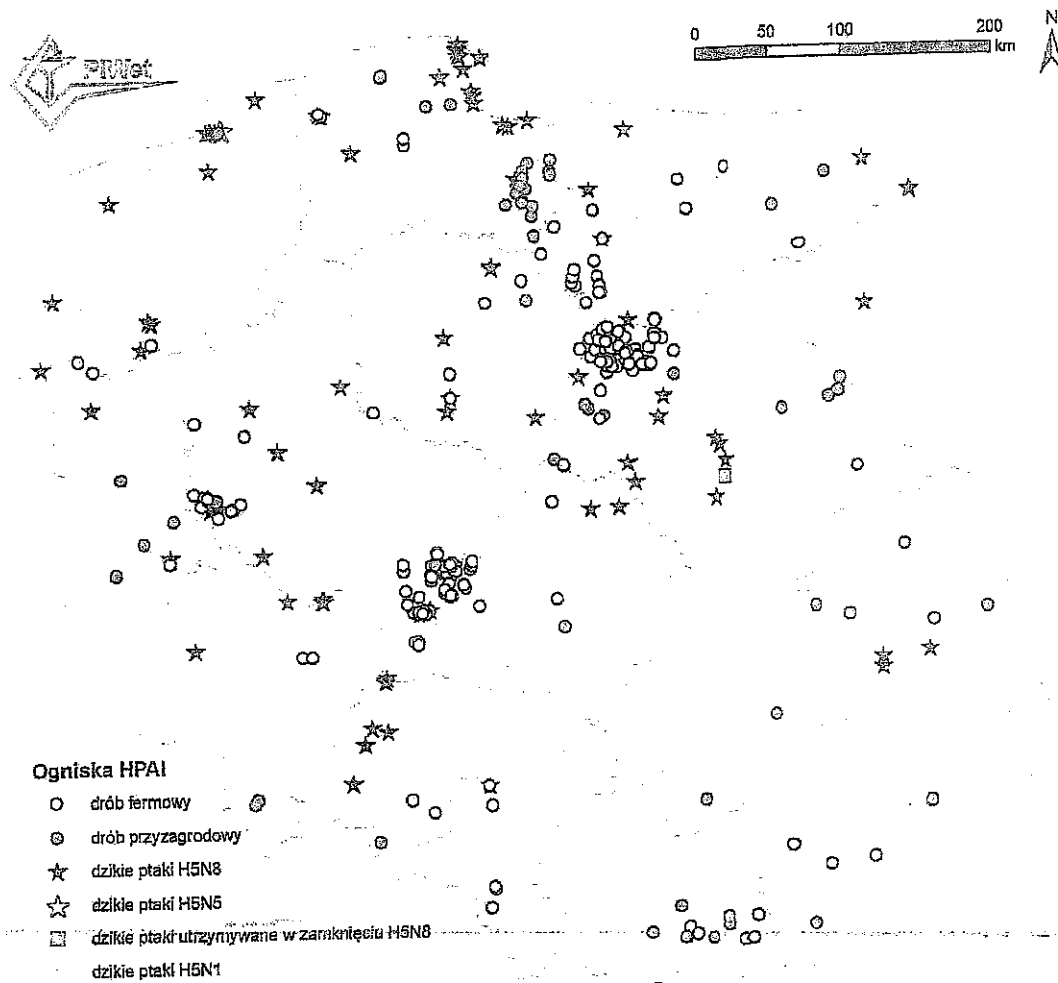 PIWet
0 50 100 200
km
N
Ogniska HPAI
drób fermowy
drób przyzagrodowy
dzikie ptaki H5N8
dzikie ptaki H5N5
dzikie ptaki utrzymywane w zamknięciu H5N8
dzikie ptaki H5N1